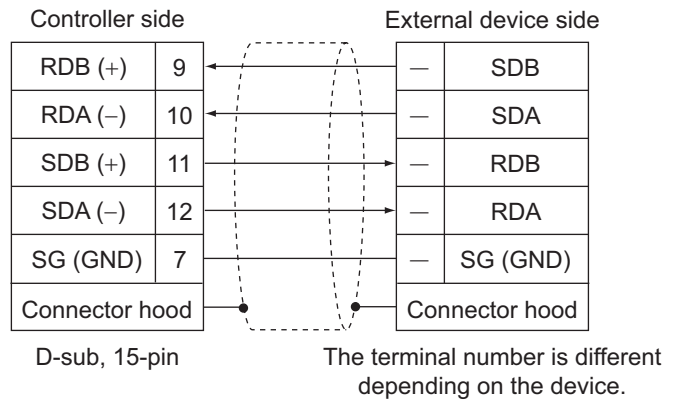 Controller side
External device side
RDB (+) 9 — SDB
RDA (−) 10 — SDA
SDB (+) 11 — RDB
SDA (−) 12 — RDA
SG (GND) 7 — SG (GND)
Connector hood Connector hood
D-sub, 15-pin
The terminal number is different
depending on the device.